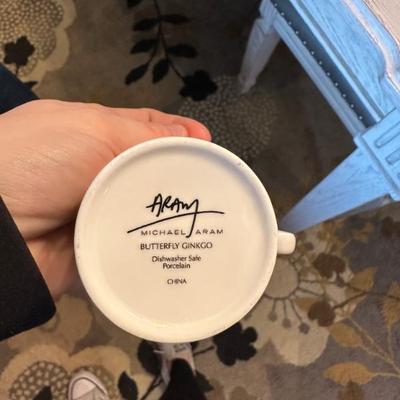 ARAM
MICHAEL ARAM
BUTTERFLY GINKGO
Dishwasher Safe
Porcelain
CHINA